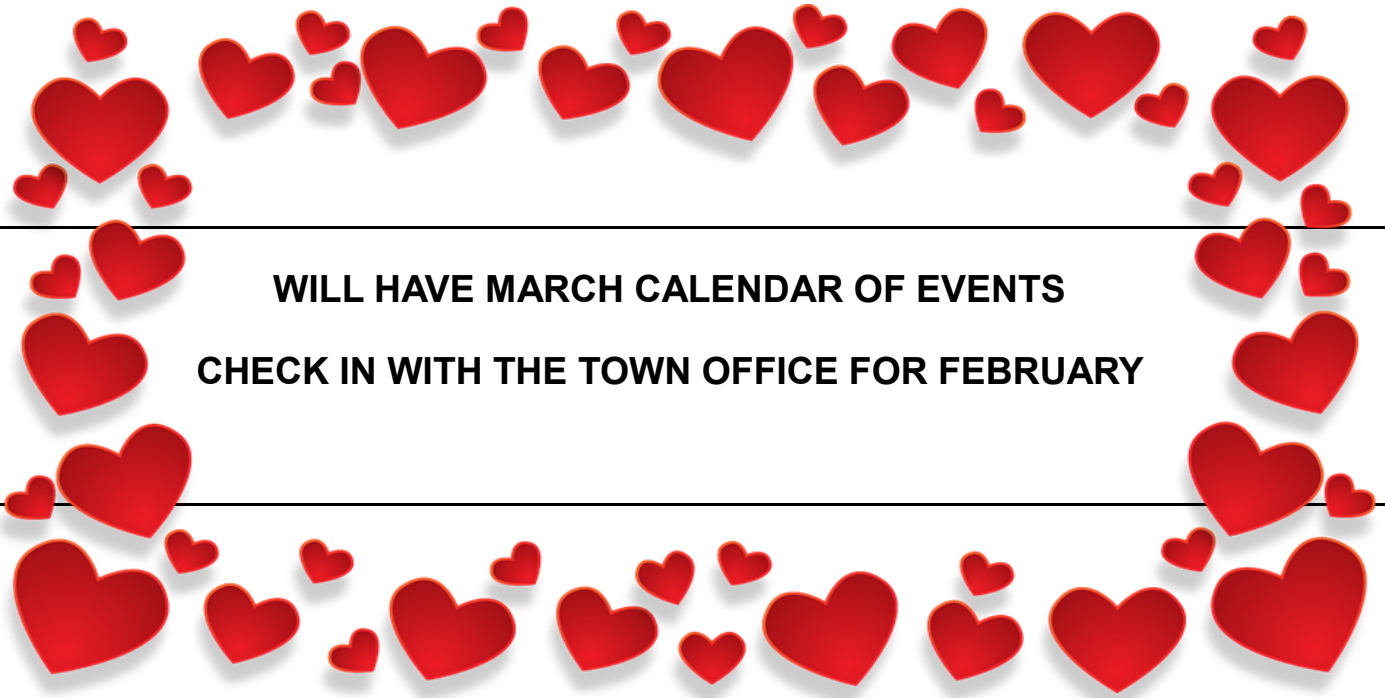 WILL HAVE MARCH CALENDAR OF EVENTS
CHECK IN WITH THE TOWN OFFICE FOR FEBRUARY